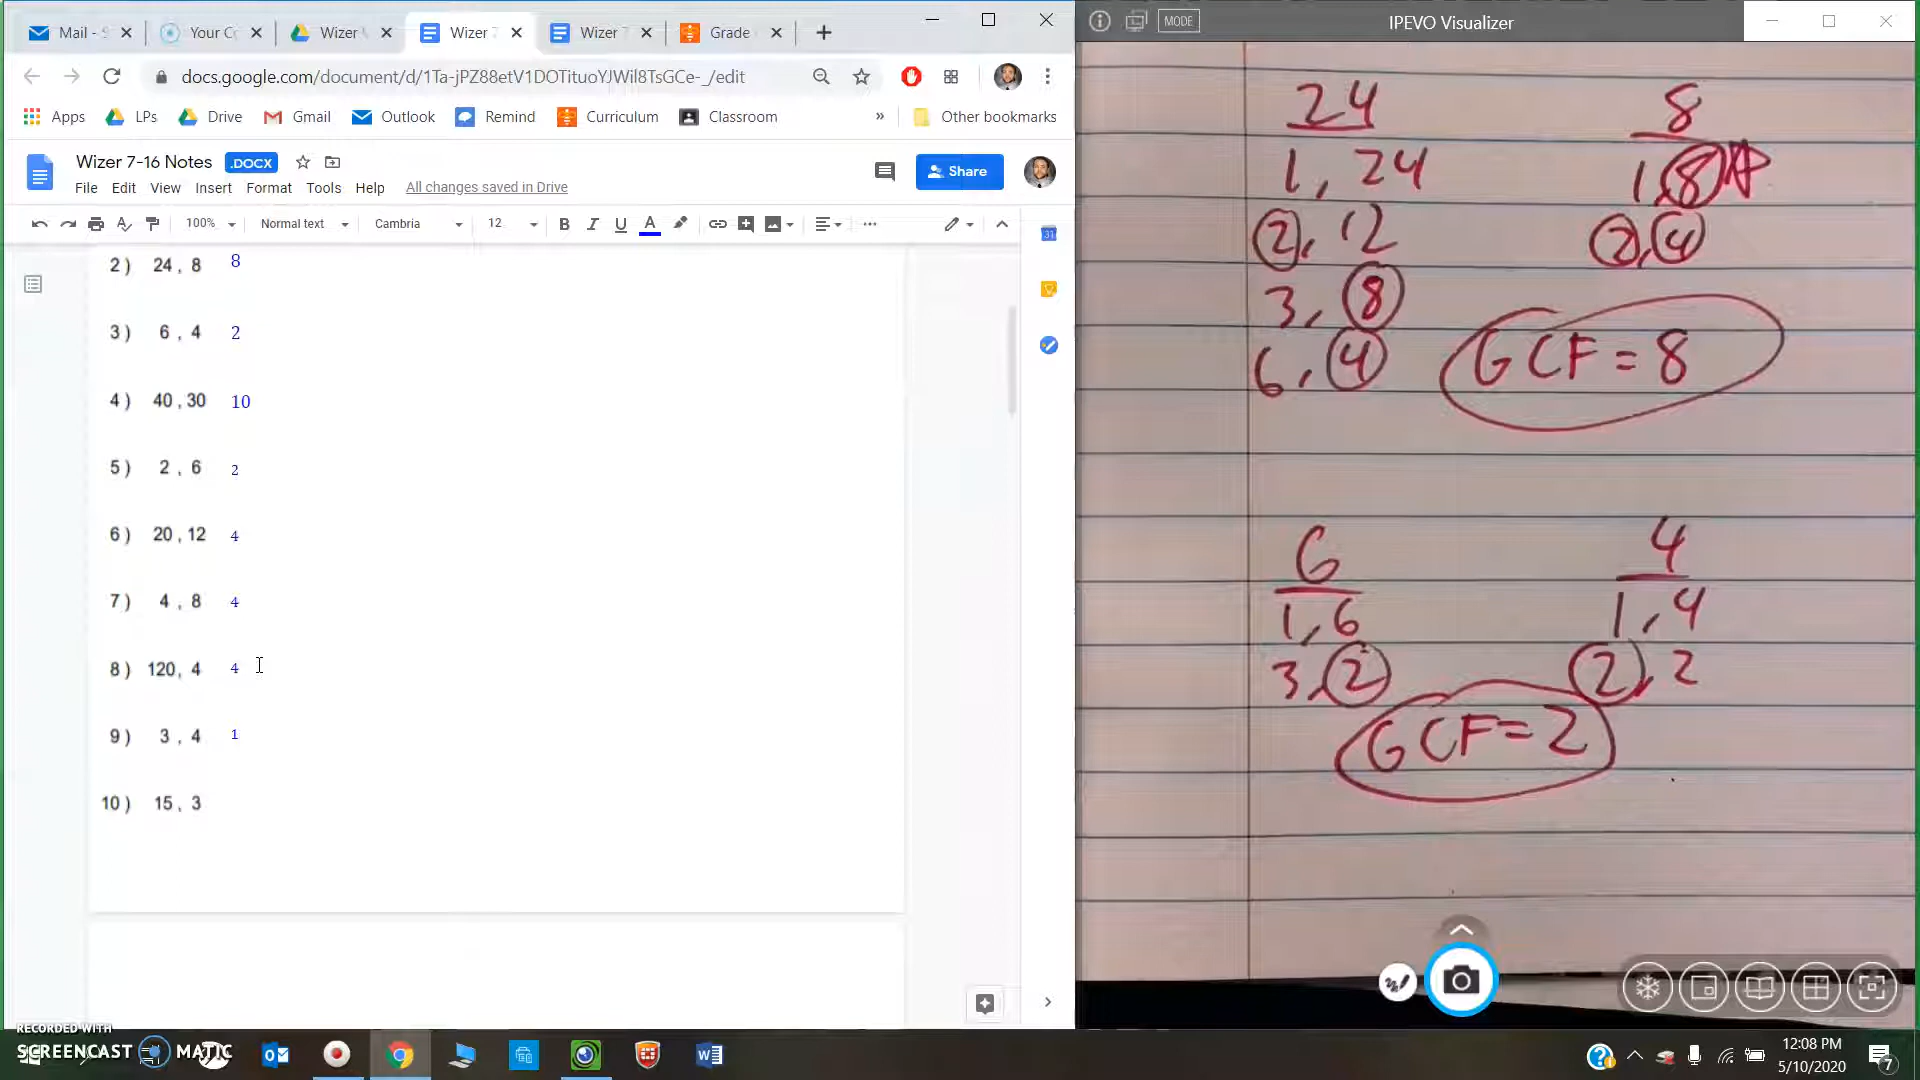 Mail - S
Your Co
Wizer W
Wizer 7
Wizer 7
Grade
docs.google.com/document/d/1Ta-jPZ88etV1DOTituoYJWil8TsGCe-_/edit
Apps LPs Drive Gmail Outlook Remind Curriculum Classroom » Other bookmarks
Wizer 7-16 Notes .DOCX
File Edit View Insert Format Tools Help All changes saved in Drive
Share
100% Normal text Cambria 12 B I U A
31
2) 24, 8 8
3) 6, 4 2
4) 40, 30 10
5) 2, 6 2
6) 20, 12 4
7) 4, 8 4
8) 120, 4 4
9) 3, 4 1
10) 15, 3
MODE IPEVO Visualizer
24 8
1, 24 1, 8
2, 12 2, 4
3, 8
6, 4
GCF = 8
6 4
1, 6 1, 4
3, 2 2, 2
GCF = 2
RECORDED WITH
SCREENCAST MATIC
12:08 PM
5/10/2020
7